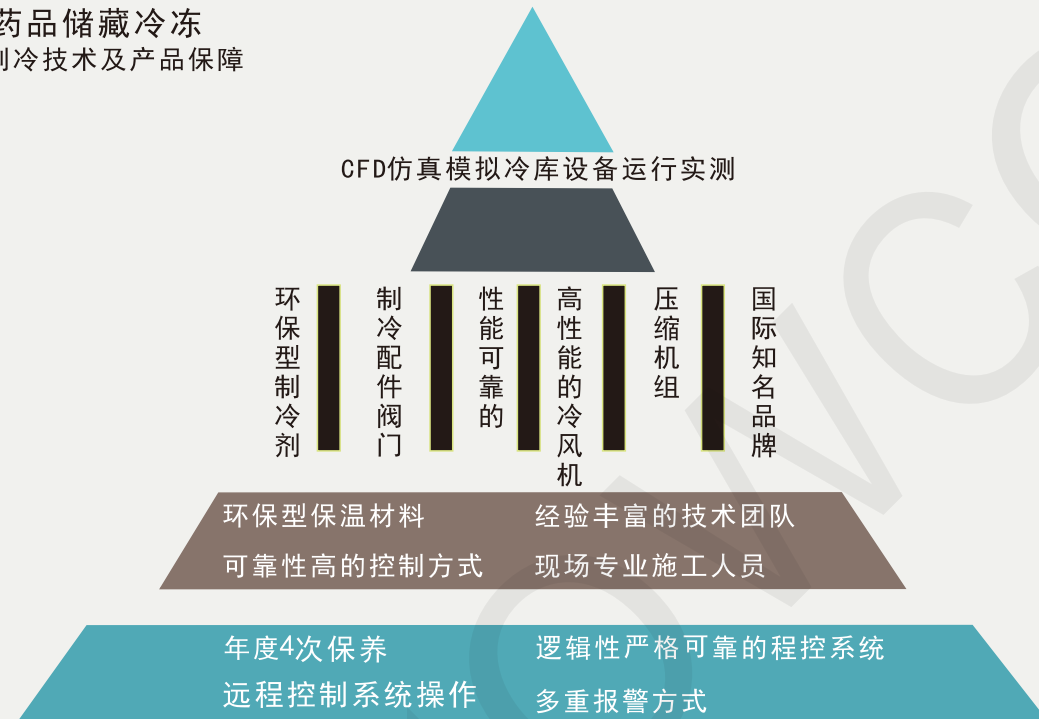 药品储藏冷冻
制冷技术及产品保障
CFD仿真模拟冷库设备运行实测
环保型制冷剂
制冷配件阀门
性能可靠的
高性能的冷风机
压缩机组
国际知名品牌
环保型保温材料
经验丰富的技术团队
可靠性高的控制方式
现场专业施工人员
年度4次保养
逻辑性严格可靠的程控系统
远程控制系统操作
多重报警方式